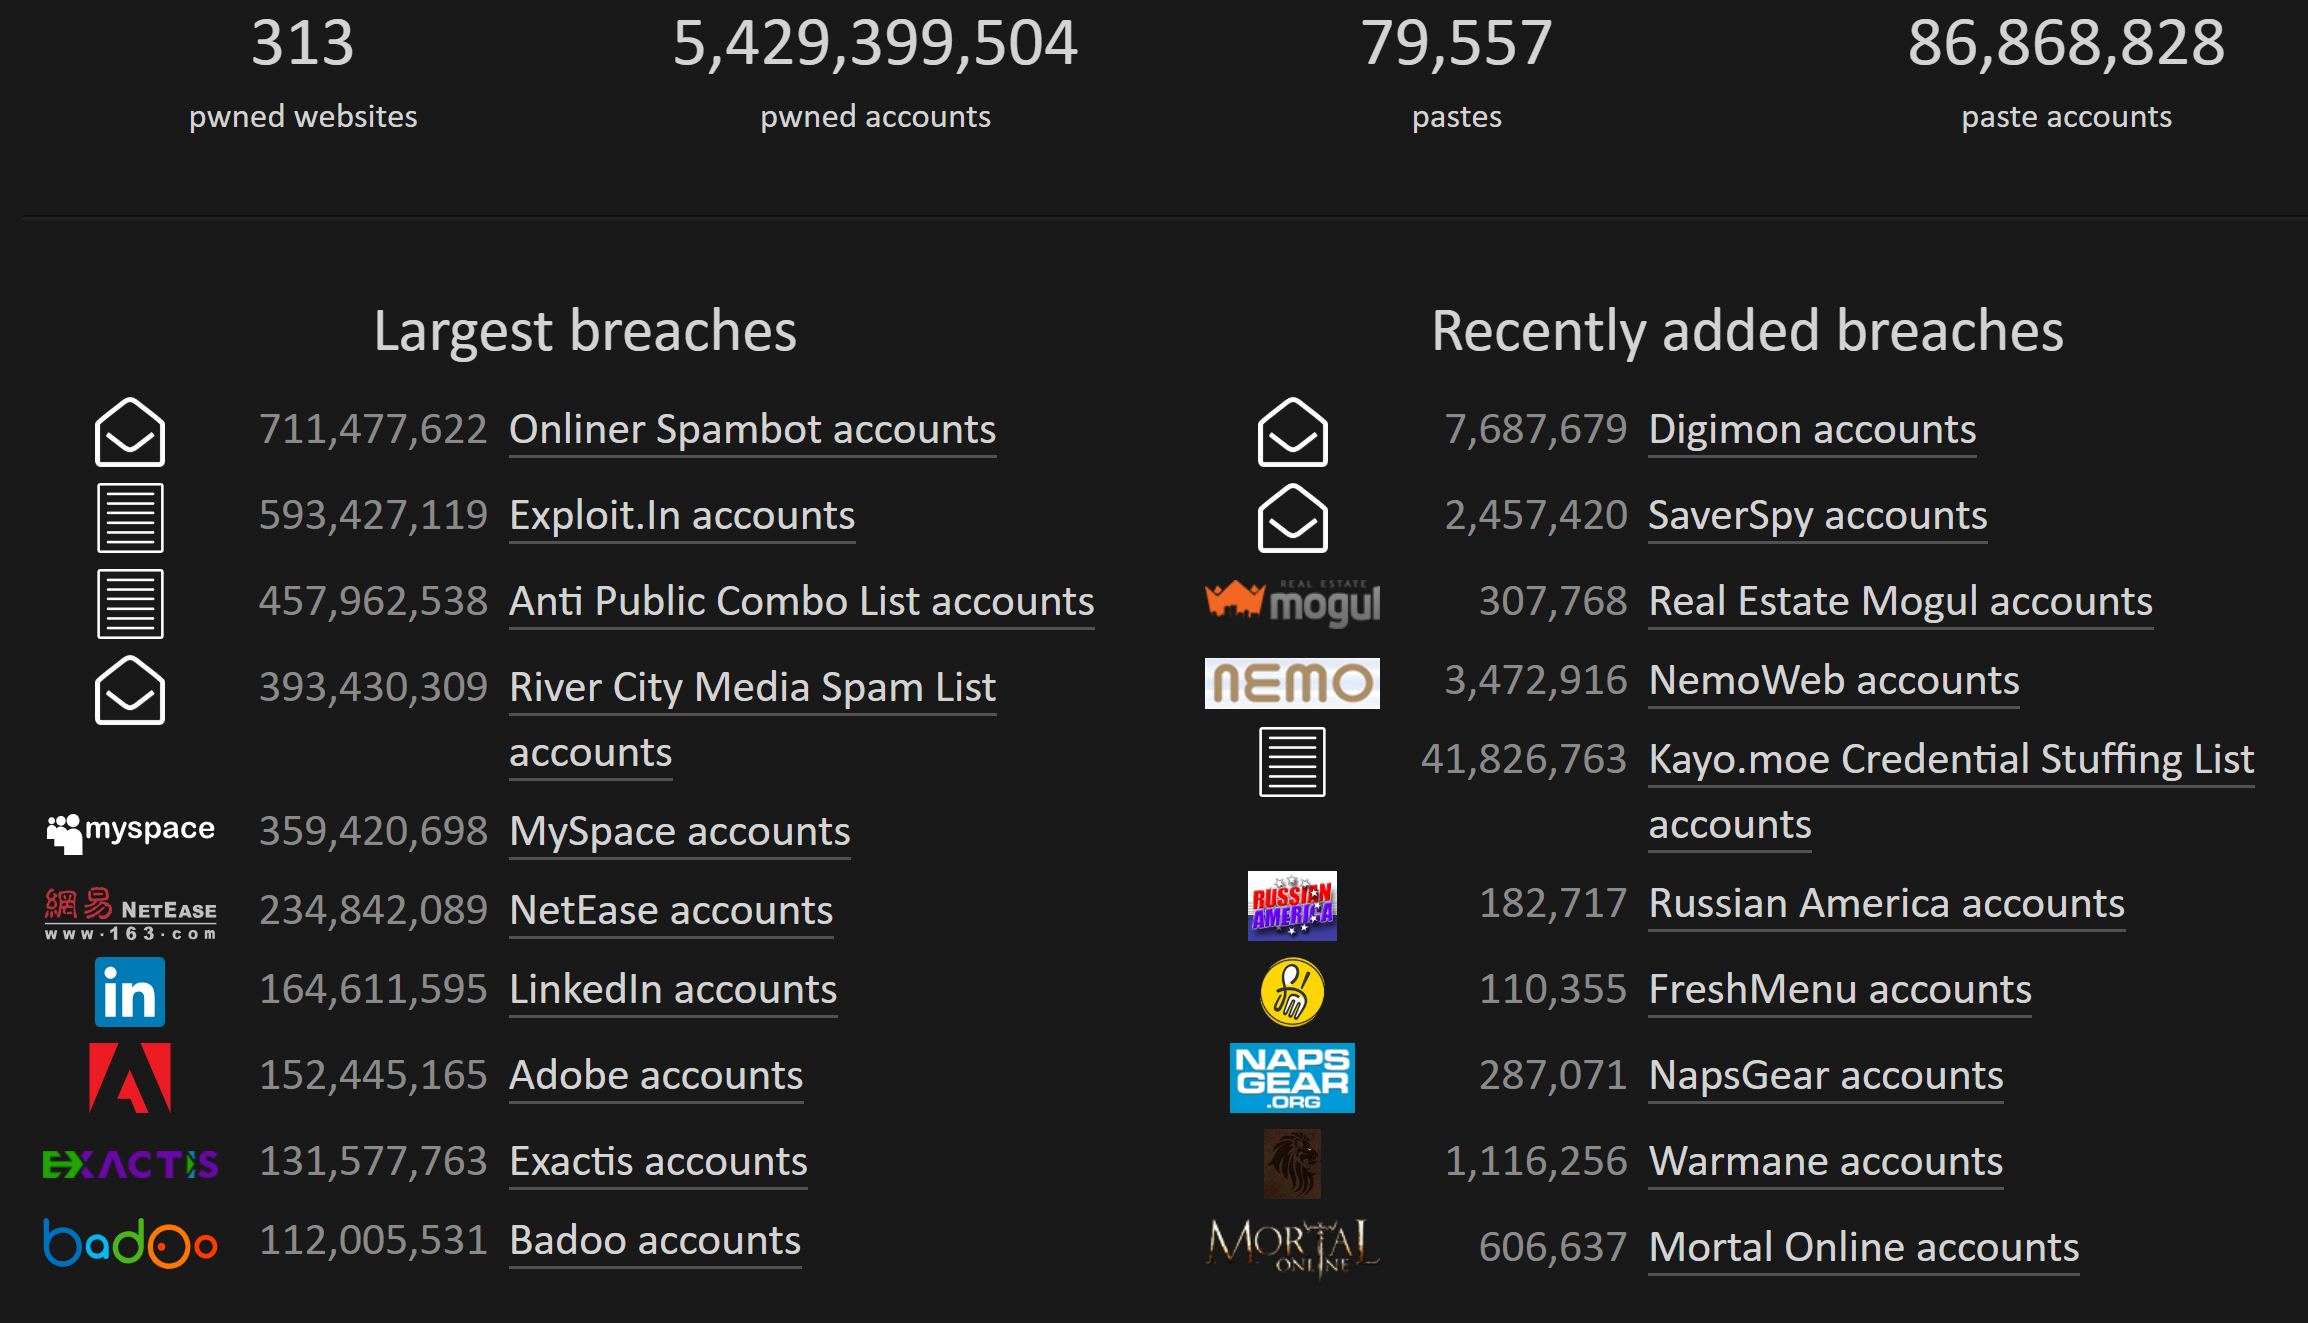 313
pwned websites
5,429,399,504
pwned accounts
79,557
pastes
86,868,828
paste accounts
Largest breaches
711,477,622 Onliner Spambot accounts
593,427,119 Exploit.In accounts
457,962,538 Anti Public Combo List accounts
393,430,309 River City Media Spam List
accounts
myspace 359,420,698 MySpace accounts
網易 NETEASE
www.163.com
234,842,089 NetEase accounts
in 164,611,595 LinkedIn accounts
152,445,165 Adobe accounts
EXACTIS 131,577,763 Exactis accounts
badoo 112,005,531 Badoo accounts
Recently added breaches
7,687,679 Digimon accounts
2,457,420 SaverSpy accounts
REAL ESTATE
mogul
307,768 Real Estate Mogul accounts
nemo 3,472,916 NemoWeb accounts
41,826,763 Kayo.moe Credential Stuffing List
accounts
RUSSIAN
AMERICA
182,717 Russian America accounts
110,355 FreshMenu accounts
NAPS
GEAR
.ORG
287,071 NapsGear accounts
1,116,256 Warmane accounts
MORTAL
ONLINE
606,637 Mortal Online accounts